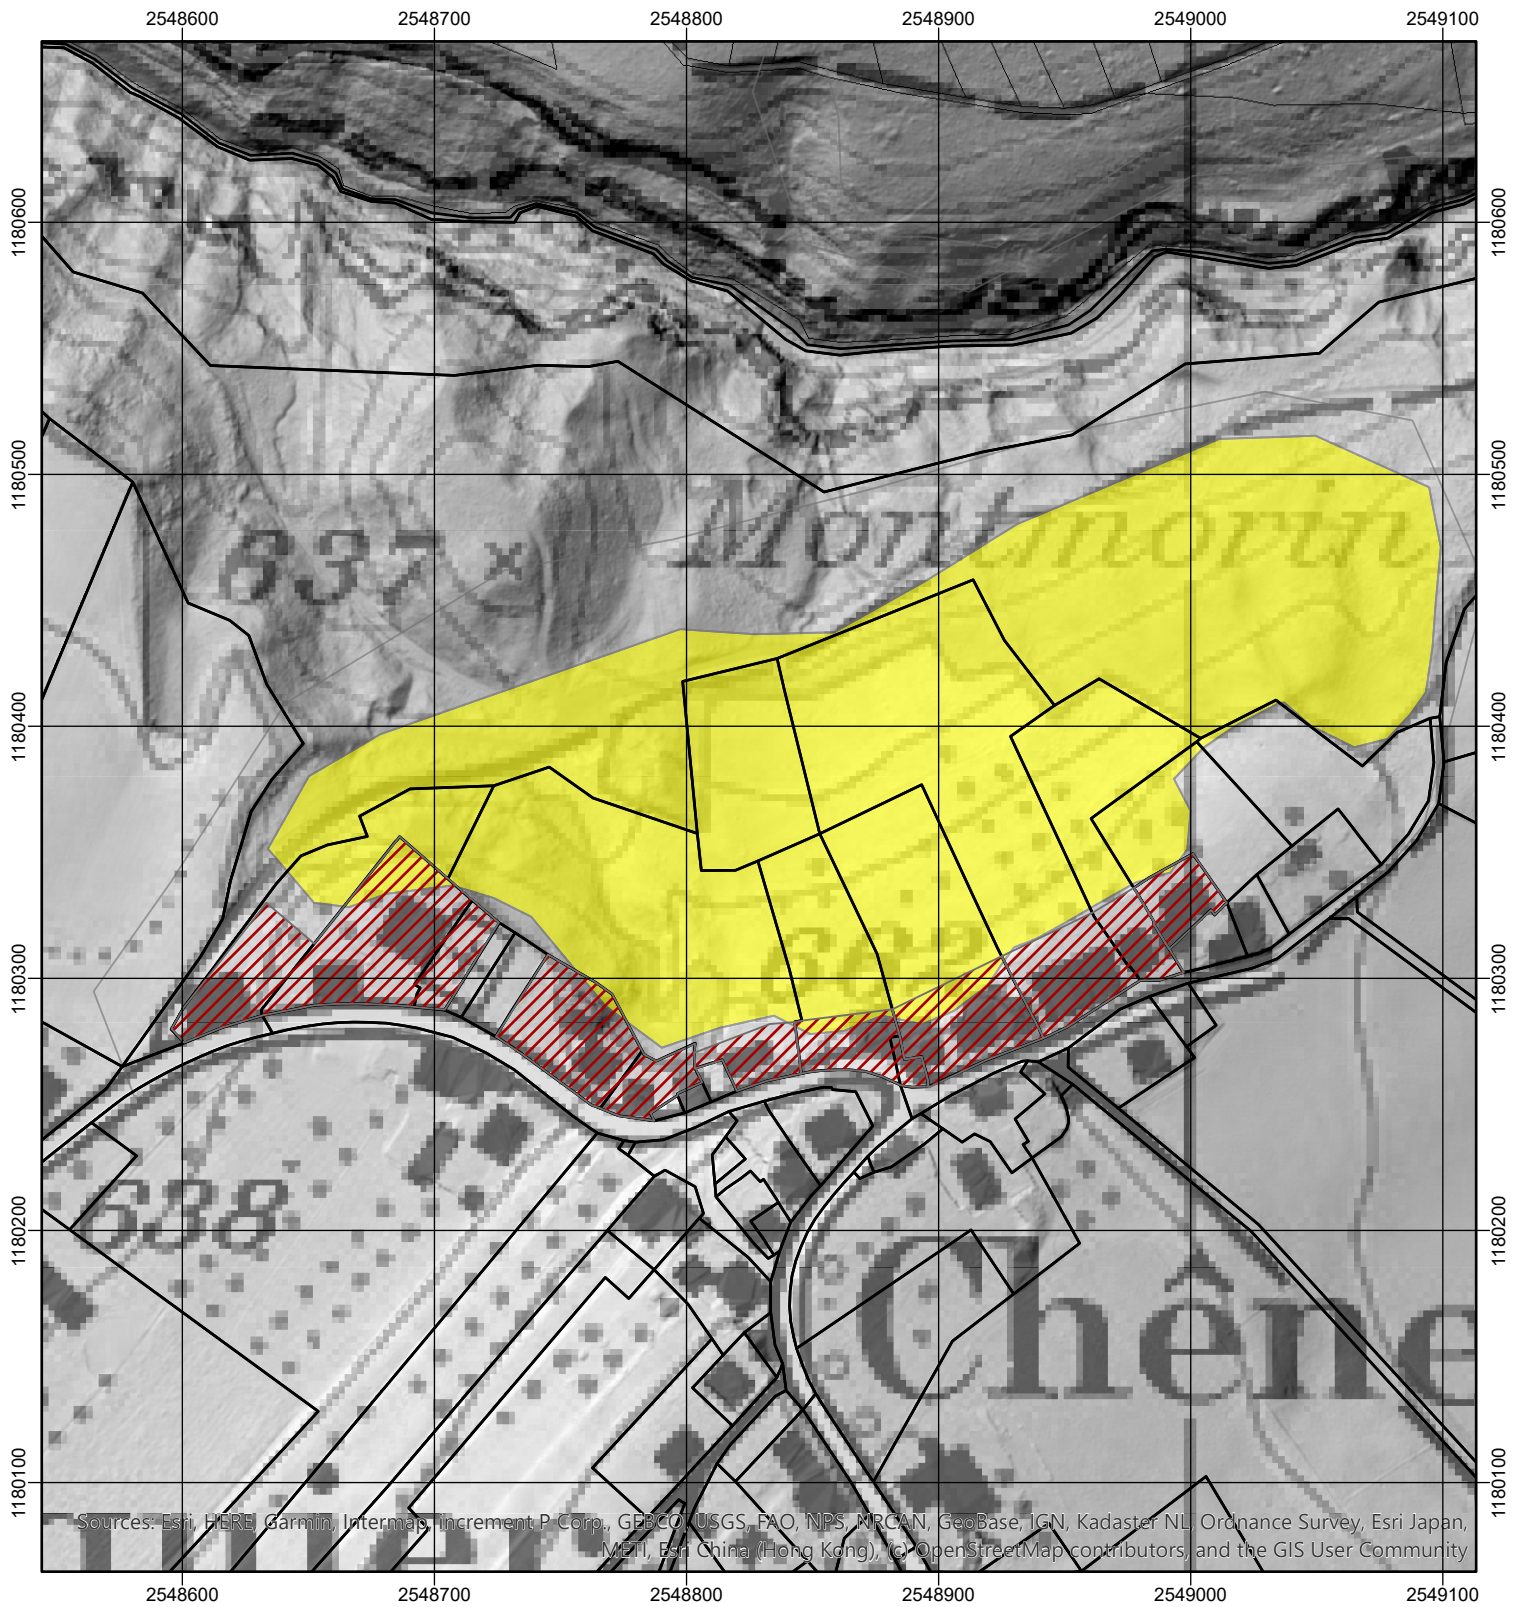 2548600 2548700 2548800 2548900 2549000 2549100
1180600 1180600
1180500 1180500
637
1180400 1180400
1180300 1180300
638
1180200 1180200
Chêne
1180100 1180100
Sources: Esri, HERE, Garmin, Intermap, increment P Corp., GEBCO, USGS, FAO, NPS, NRCAN, GeoBase, IGN, Kadaster NL, Ordnance Survey, Esri Japan,
METI, Esri China (Hong Kong), (c) OpenStreetMap contributors, and the GIS User Community
2548600 2548700 2548800 2548900 2549000 2549100